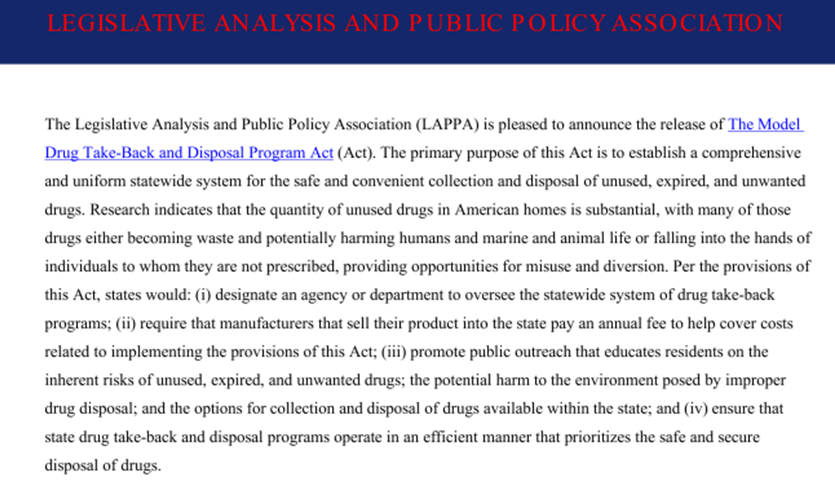 LEGISLATIVE ANALYSIS AND PUBLIC POLICY ASSOCIATION
The Legislative Analysis and Public Policy Association (LAPPA) is pleased to announce the release of The Model
Drug Take-Back and Disposal Program Act (Act). The primary purpose of this Act is to establish a comprehensive
and uniform statewide system for the safe and convenient collection and disposal of unused, expired, and unwanted
drugs. Research indicates that the quantity of unused drugs in American homes is substantial, with many of those
drugs either becoming waste and potentially harming humans and marine and animal life or falling into the hands of
individuals to whom they are not prescribed, providing opportunities for misuse and diversion. Per the provisions of
this Act, states would: (i) designate an agency or department to oversee the statewide system of drug take-back
programs; (ii) require that manufacturers that sell their product into the state pay an annual fee to help cover costs
related to implementing the provisions of this Act; (iii) promote public outreach that educates residents on the
inherent risks of unused, expired, and unwanted drugs; the potential harm to the environment posed by improper
drug disposal; and the options for collection and disposal of drugs available within the state; and (iv) ensure that
state drug take-back and disposal programs operate in an efficient manner that prioritizes the safe and secure
disposal of drugs.